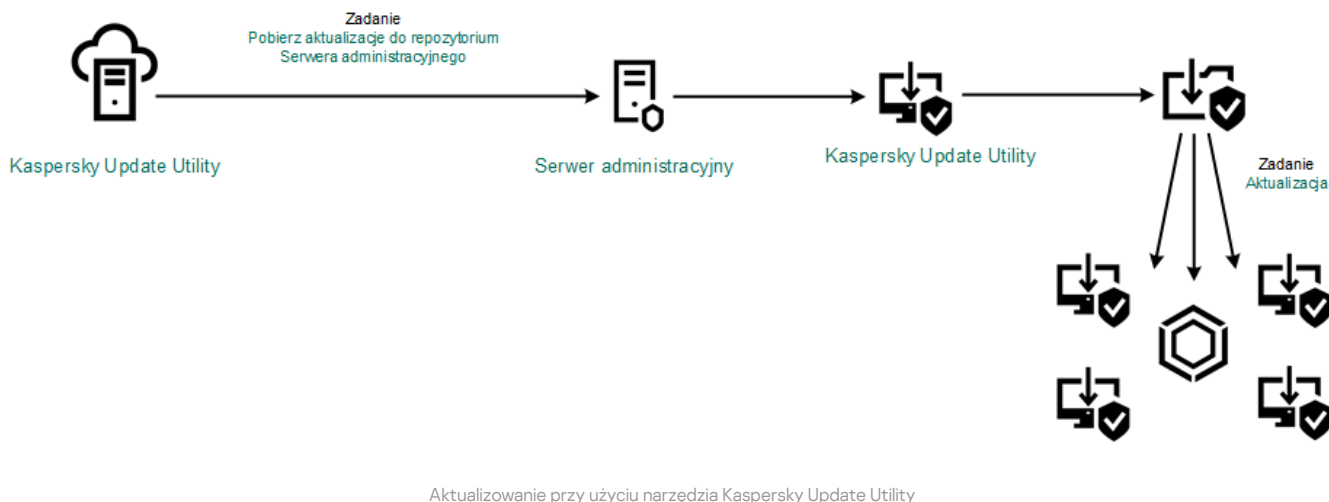 Zadanie
Pobierz aktualizacje do repozytorium
Serwera administracyjnego
Kaspersky Update Utility
Serwer administracyjny
Kaspersky Update Utility
Zadanie
Aktualizacja
Aktualizowanie przy użyciu narzędzia Kaspersky Update Utility